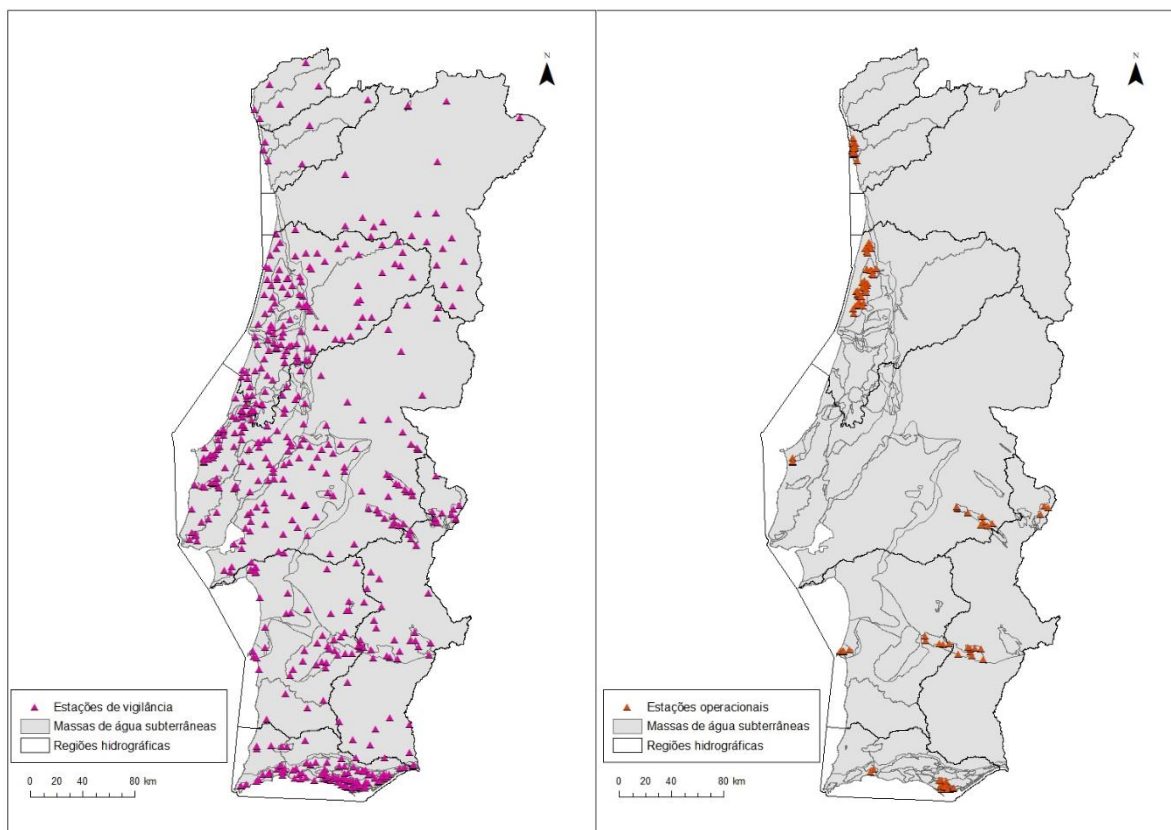 N
Estações de vigilância
Massas de água subterrâneas
Regiões hidrográficas
0 20 40 80 km
N
Estações operacionais
Massas de água subterrâneas
Regiões hidrográficas
0 20 40 80 km